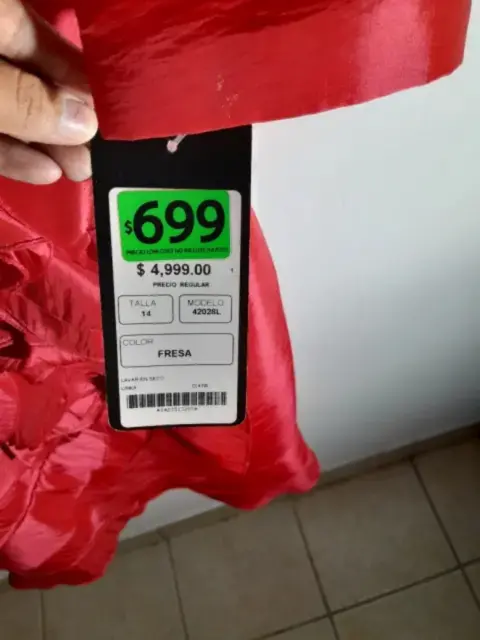 $699
$ 4,999.00
PRECIO REGULAR
TALLA
14
MODELO
42028L
COLOR
FRESA